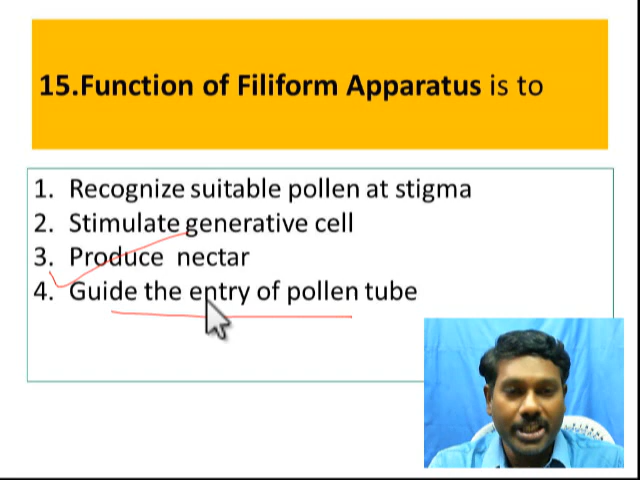 15.Function of Filiform Apparatus is to
1. Recognize suitable pollen at stigma
2. Stimulate generative cell
3. Produce nectar
4. Guide the entry of pollen tube